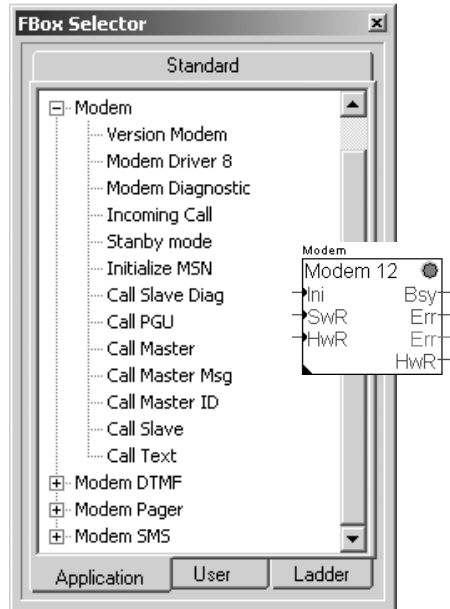 FBox Selector
Standard
Modem
Version Modem
Modem Driver 8
Modem Diagnostic
Incoming Call
Stanby mode
Initialize MSN
Call Slave Diag
Call PGU
Call Master
Call Master Msg
Call Master ID
Call Slave
Call Text
Modem DTMF
Modem Pager
Modem SMS
Application User Ladder
Modem
Modem 12
Ini Bsy
SwR Err
HwR Err
HwR